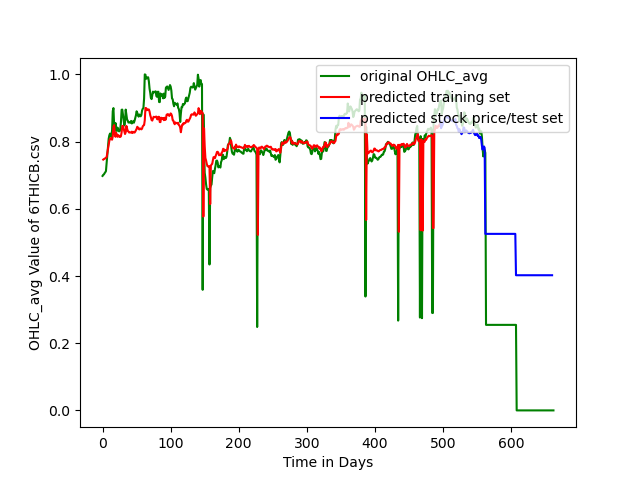 original OHLC_avg
predicted training set
predicted stock price/test set
OHLC_avg Value of 6THICB.csv
1.0
0.8
0.6
0.4
0.2
0.0
0 100 200 300 400 500 600
Time in Days